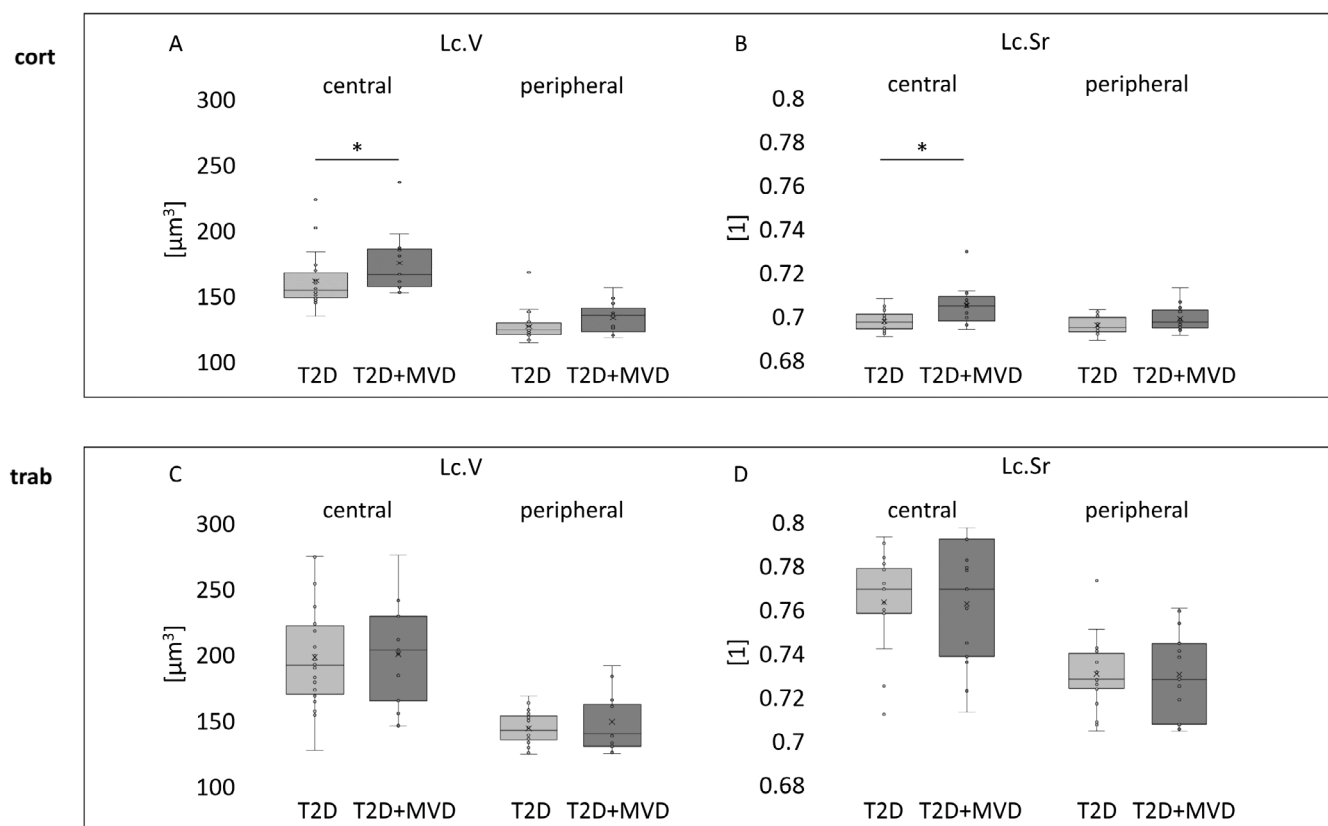 cort
A Lc.V B Lc.Sr
central peripheral central peripheral
300 0.8
0.78
250 0.76
[μm³] 200 [1] 0.74
0.72
150 0.7
100 0.68
* *
T2D T2D+MVD T2D T2D+MVD T2D T2D+MVD T2D T2D+MVD
trab
C Lc.V D Lc.Sr
central peripheral central peripheral
300 0.8
0.78
250 0.76
[μm³] 200 [1] 0.74
0.72
150 0.7
100 0.68
T2D T2D+MVD T2D T2D+MVD T2D T2D+MVD T2D T2D+MVD